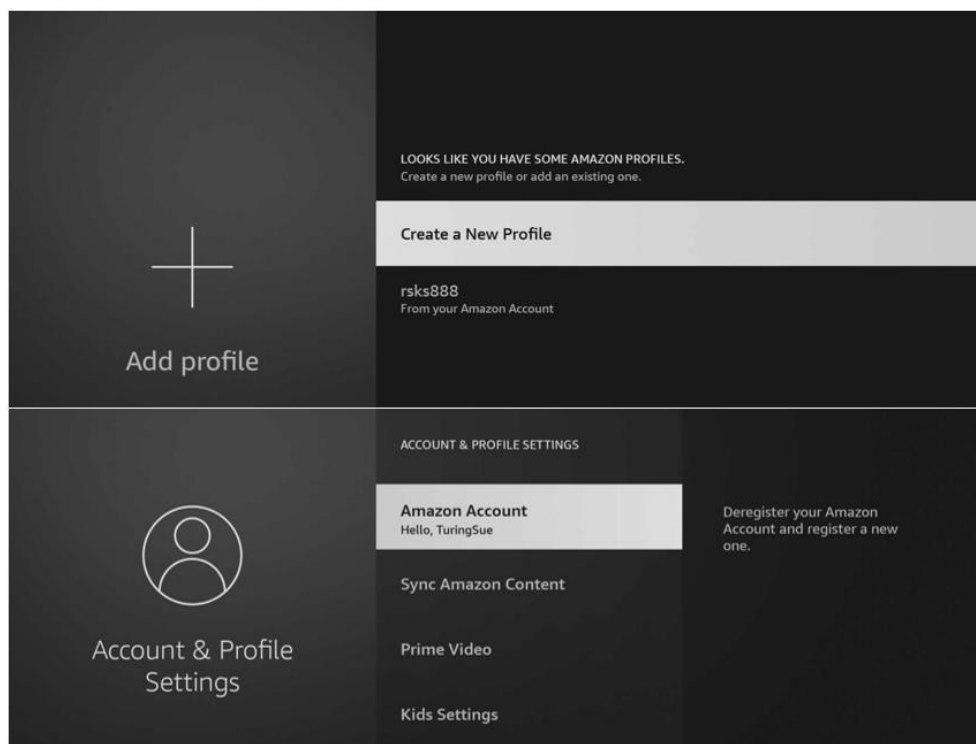 LOOKS LIKE YOU HAVE SOME AMAZON PROFILES.
Create a new profile or add an existing one.
Create a New Profile
rsks888
From your Amazon Account
Add profile
ACCOUNT & PROFILE SETTINGS
Amazon Account
Hello, TuringSue
Deregister your Amazon
Account and register a new
one.
Sync Amazon Content
Prime Video
Kids Settings
Account & Profile
Settings